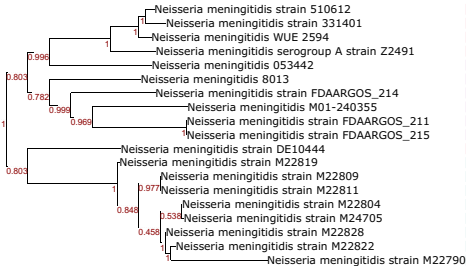 Neisseria meningitidis strain 510612
1
Neisseria meningitidis strain 331401
1
Neisseria meningitidis WUE 2594
1
Neisseria meningitidis serogroup A strain Z2491
0.996
Neisseria meningitidis 053442
0.803
Neisseria meningitidis 8013
0.782
Neisseria meningitidis strain FDAARGOS_214
0.999
Neisseria meningitidis M01-240355
0.969
Neisseria meningitidis strain FDAARGOS_211
1
Neisseria meningitidis strain FDAARGOS_215
1
Neisseria meningitidis strain DE10444
0.803
Neisseria meningitidis strain M22819
1
Neisseria meningitidis strain M22809
0.977
Neisseria meningitidis strain M22811
0.848
Neisseria meningitidis strain M22804
0.538
Neisseria meningitidis strain M24705
0.458
Neisseria meningitidis strain M22828
1
Neisseria meningitidis strain M22822
1
Neisseria meningitidis strain M22790